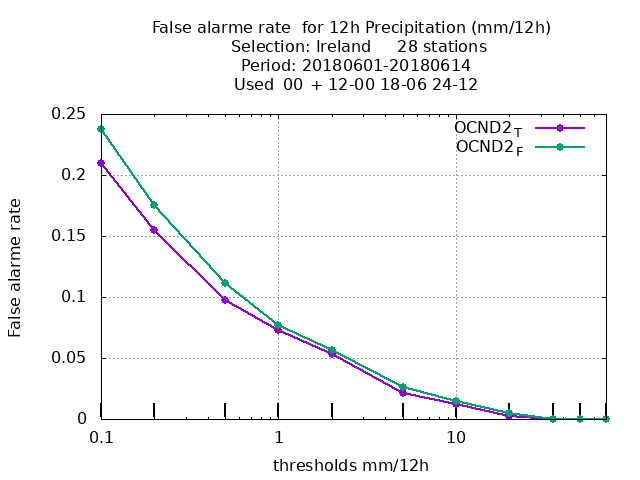 False alarme rate  for 12h Precipitation (mm/12h)
Selection: Ireland     28 stations
Period: 20180601-20180614
Used 00 + 12-00 18-06 24-12
OCND2T
OCND2F
0.25
0.2
0.15
0.1
0.05
0
False alarme rate
0.1
1
10
thresholds mm/12h